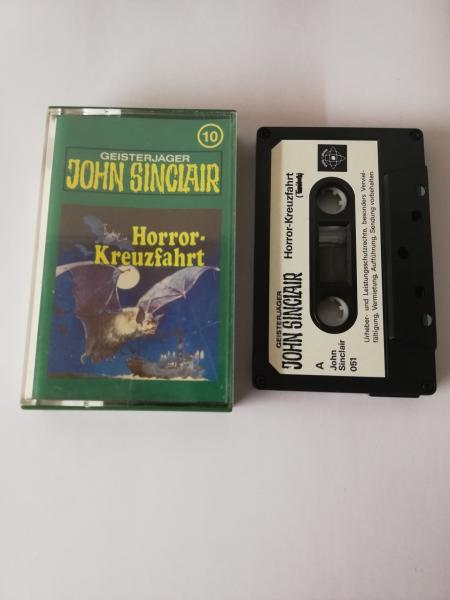 10
GEISTERJÄGER
JOHN SINCLAIR
Horror-
Kreuzfahrt
GEISTERJÄGER
JOHN SINCLAIR Horror-Kreuzfahrt
A
John
Sinclair
051
Urheber- und Leistungsschutzrechte, besonders Verviel-
fältigung, Vermietung, Aufführung, Sendung vorbehalten.